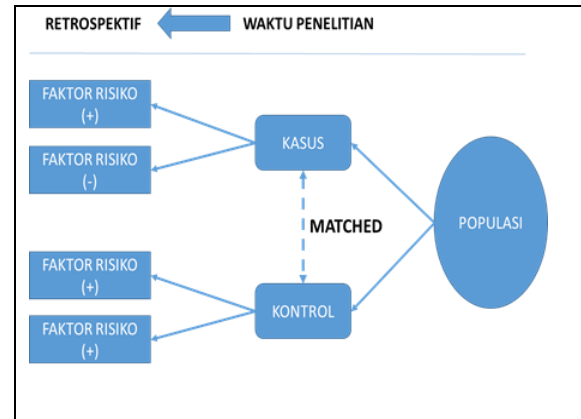 RETROSPEKTIF
WAKTU PENELITIAN
FAKTOR RISIKO
(+)
KASUS
FAKTOR RISIKO
(-)
MATCHED
POPULASI
FAKTOR RISIKO
(+)
KONTROL
FAKTOR RISIKO
(+)